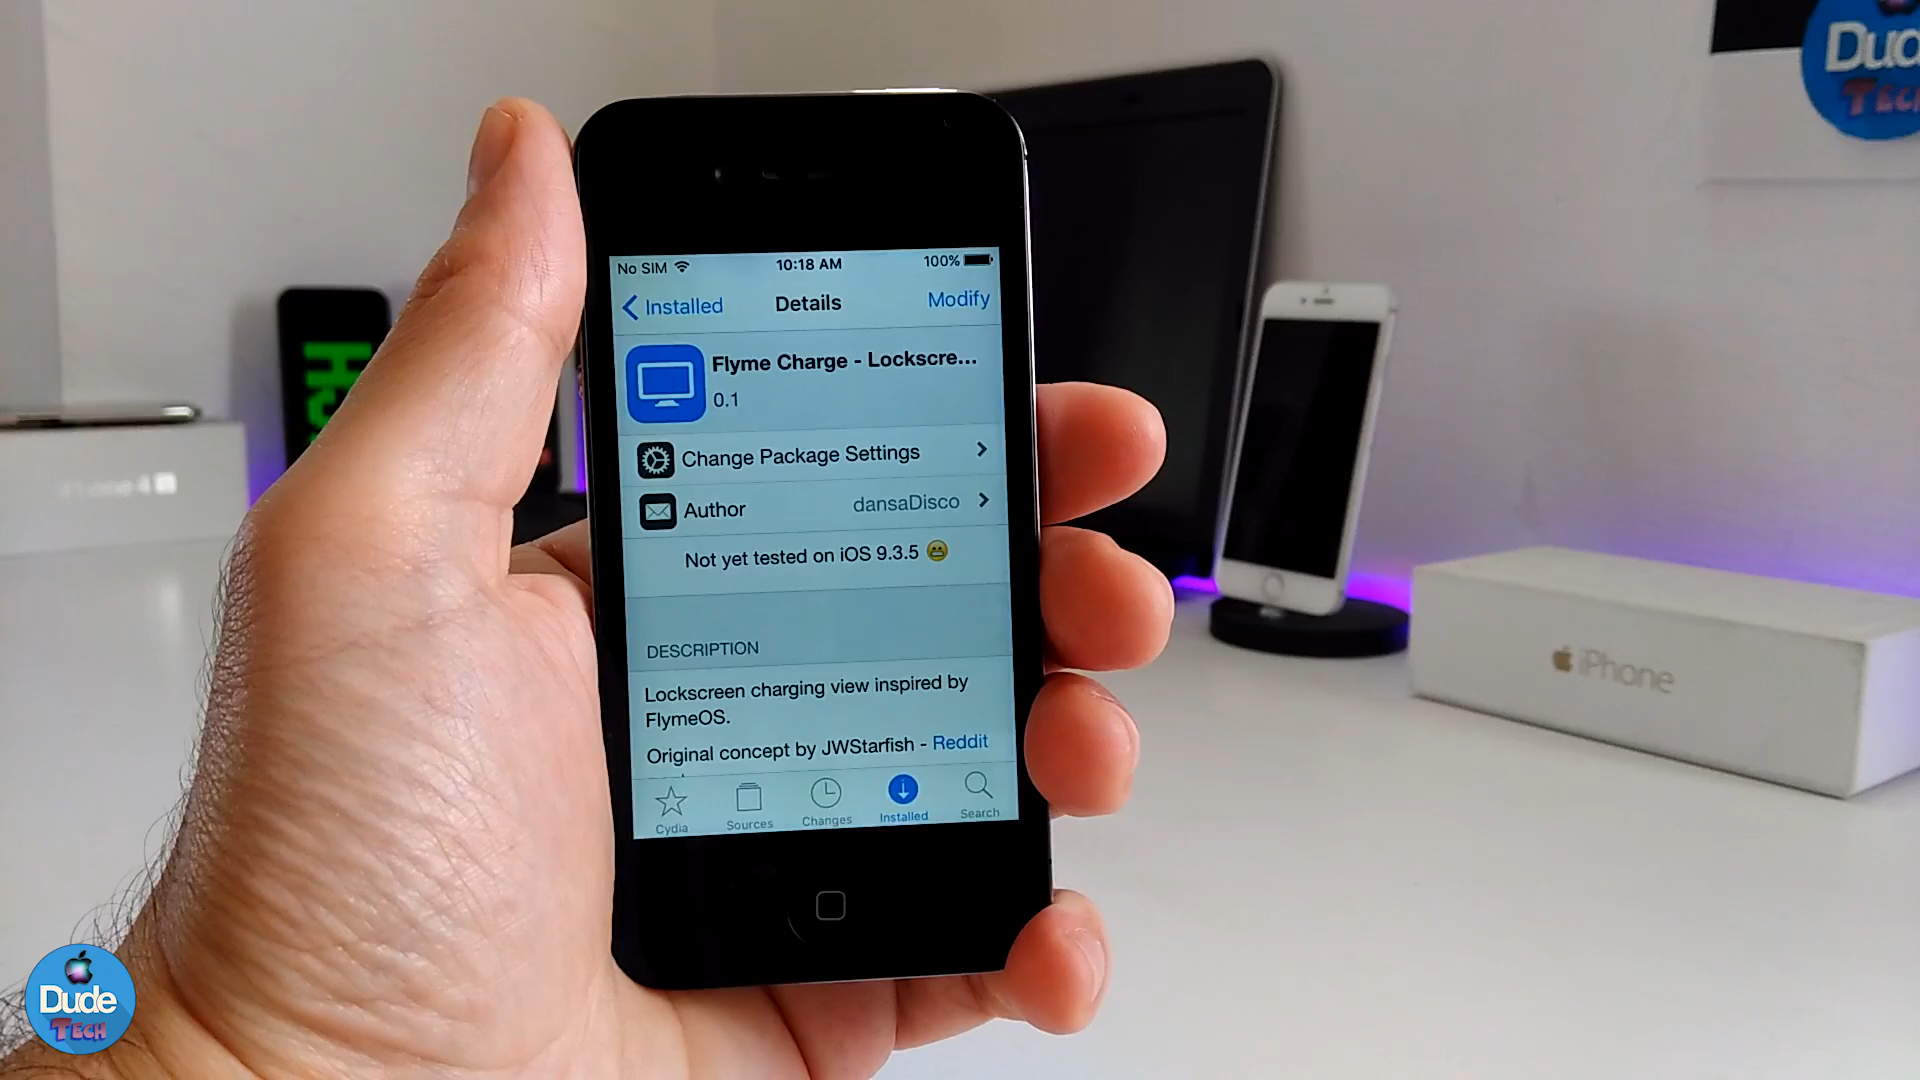 No SIM
10:18 AM
100%
Installed
Details
Modify
Flyme Charge - Lockscre...
0.1
Change Package Settings
Author
dansaDisco
Not yet tested on iOS 9.3.5 😁
DESCRIPTION
Lockscreen charging view inspired by
FlymeOS.
Original concept by JWStarfish - Reddit
Cydia
Sources
Changes
Installed
Search
iPhone
iPhone 4
Dude
TECH